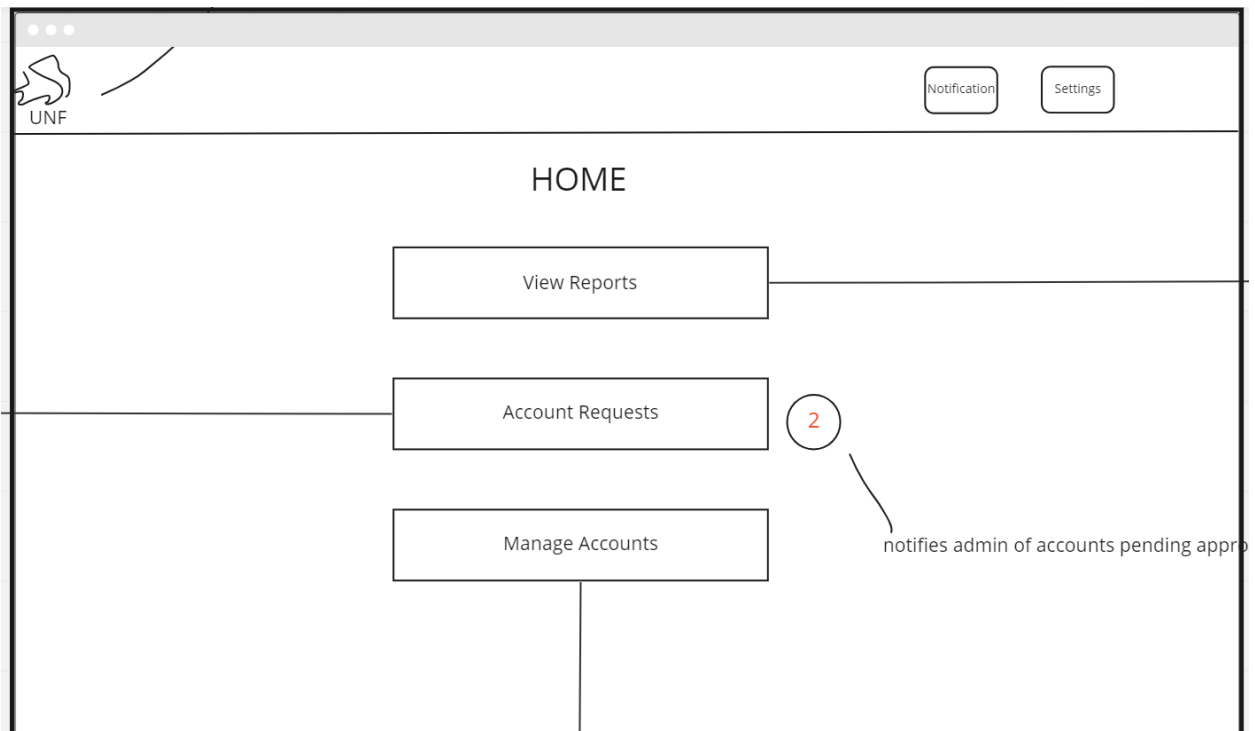 UNF
Notification
Settings
HOME
View Reports
Account Requests
2
Manage Accounts
notifies admin of accounts pending appro